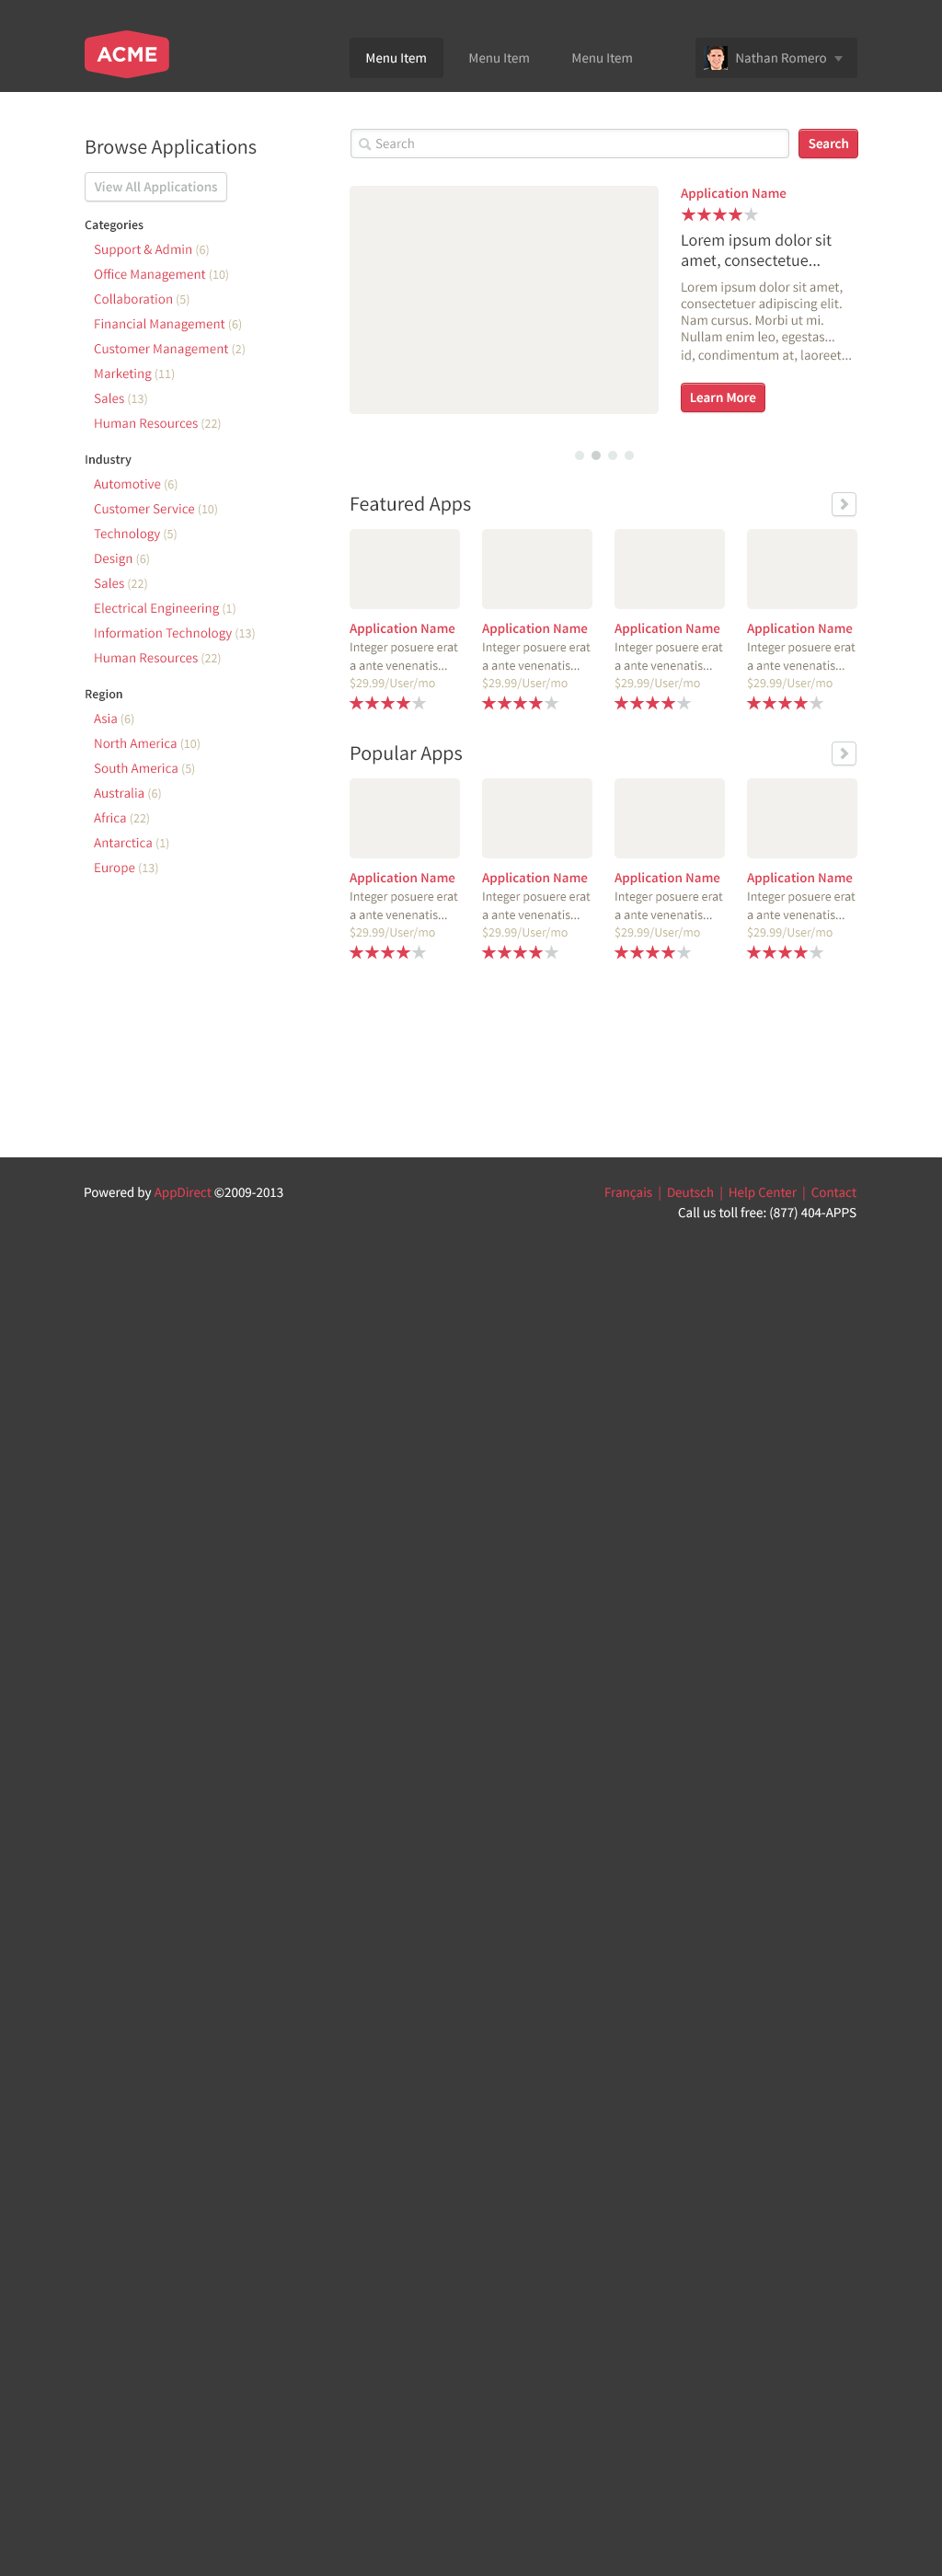 ACME
Menu Item
Menu Item
Menu Item
Nathan Romero
Browse Applications
View All Applications
Categories
Support & Admin (6)
Office Management (10)
Collaboration (5)
Financial Management (6)
Customer Management (2)
Marketing (11)
Sales (13)
Human Resources (22)
Industry
Automotive (6)
Customer Service (10)
Technology (5)
Design (6)
Sales (22)
Electrical Engineering (1)
Information Technology (13)
Human Resources (22)
Region
Asia (6)
North America (10)
South America (5)
Australia (6)
Africa (22)
Antarctica (1)
Europe (13)
Search
Search
Application Name
Lorem ipsum dolor sit
amet, consectetue...
Lorem ipsum dolor sit amet,
consectetuer adipiscing elit.
Nam cursus. Morbi ut mi.
Nullam enim leo, egestas...
id, condimentum at, laoreet...
Learn More
Featured Apps
Application Name
Integer posuere erat
a ante venenatis...
$29.99/User/mo
Application Name
Integer posuere erat
a ante venenatis...
$29.99/User/mo
Application Name
Integer posuere erat
a ante venenatis...
$29.99/User/mo
Application Name
Integer posuere erat
a ante venenatis...
$29.99/User/mo
Popular Apps
Application Name
Integer posuere erat
a ante venenatis...
$29.99/User/mo
Application Name
Integer posuere erat
a ante venenatis...
$29.99/User/mo
Application Name
Integer posuere erat
a ante venenatis...
$29.99/User/mo
Application Name
Integer posuere erat
a ante venenatis...
$29.99/User/mo
Powered by AppDirect ©2009-2013
Français | Deutsch | Help Center | Contact
Call us toll free: (877) 404-APPS